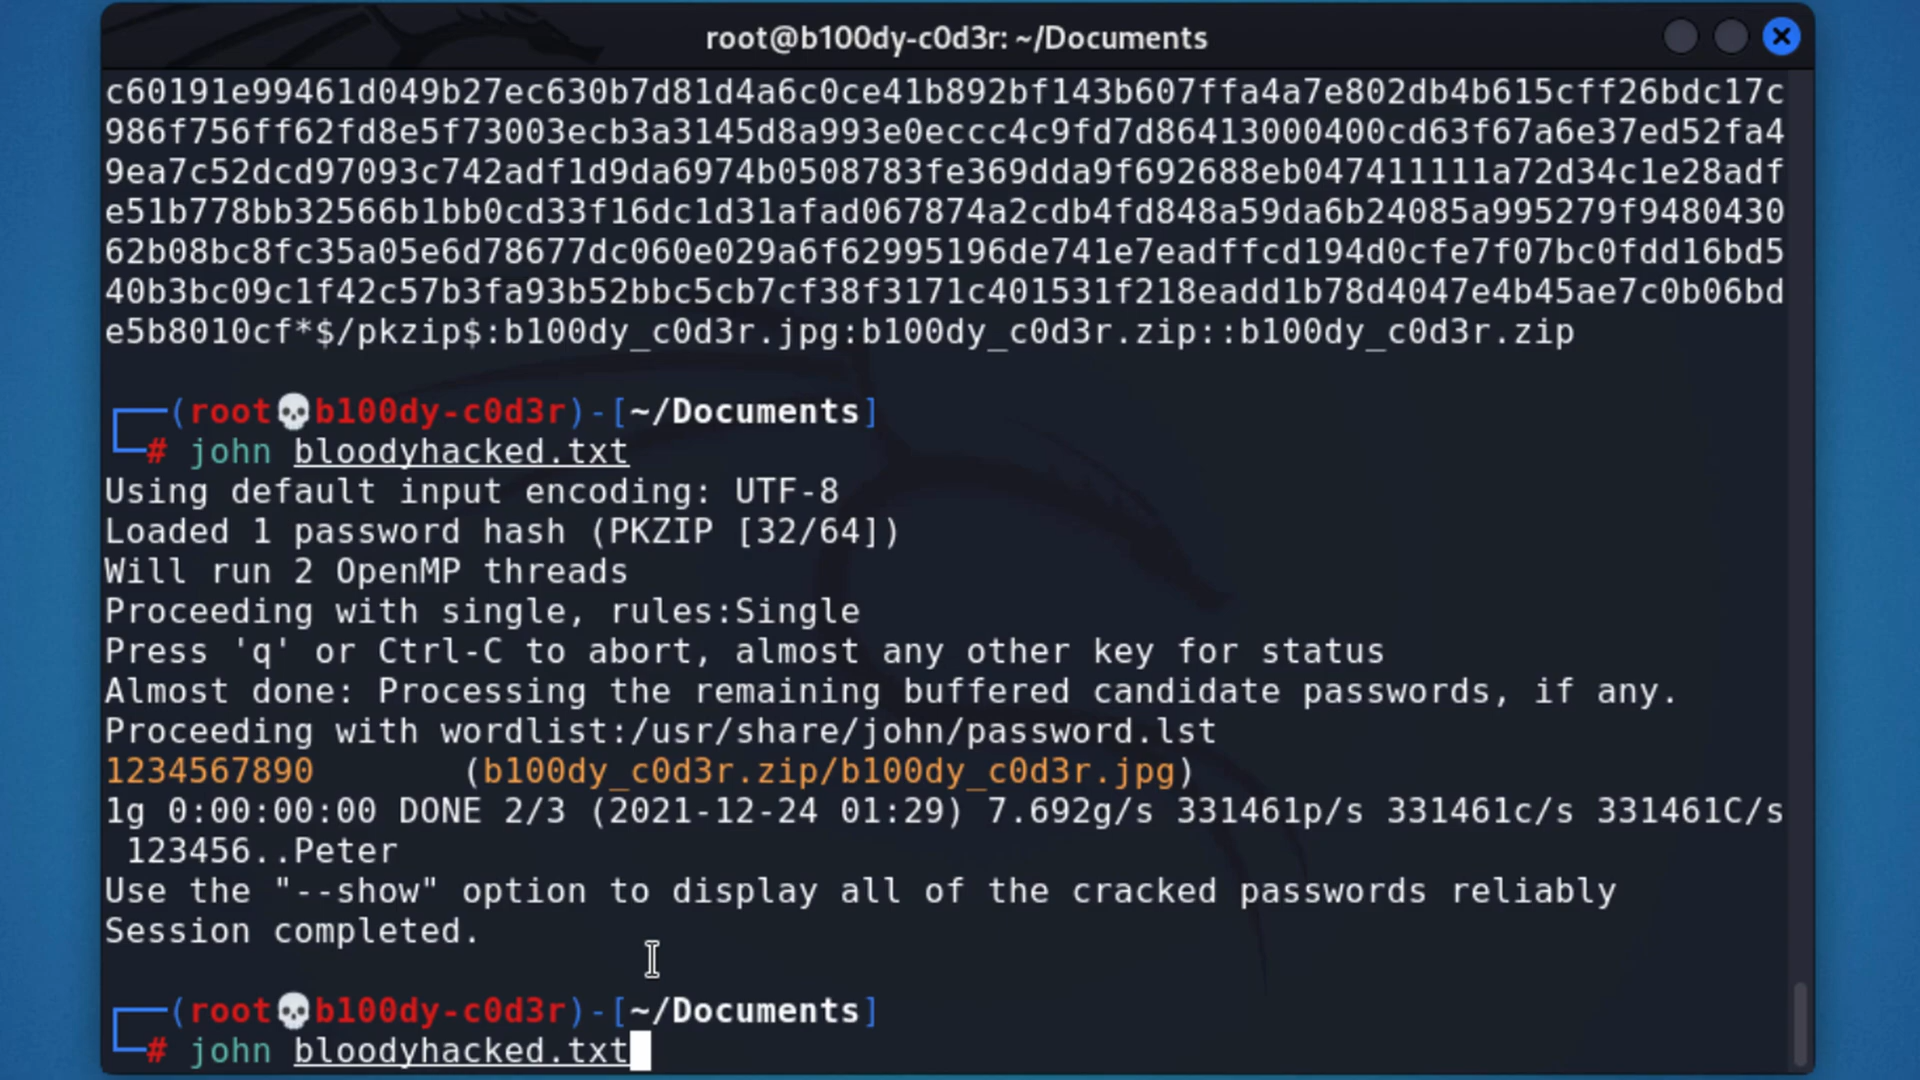 root@b100dy-c0d3r: ~/Documents
c60191e99461d049b27ec630b7d81d4a6c0ce41b892bf143b607ffa4a7e802db4b615cff26bdc17c
986f756ff62fd8e5f73003ecb3a3145d8a993e0eccc4c9fd7d86413000400cd63f67a6e37ed52fa4
9ea7c52dcd97093c742adf1d9da6974b0508783fe369dda9f692688eb047411111a72d34c1e28adf
e51b778bb32566b1bb0cd33f16dc1d31afad067874a2cdb4fd848a59da6b24085a995279f9480430
62b08bc8fc35a05e6d78677dc060e029a6f62995196de741e7eadffcd194d0cfe7f07bc0fdd16bd5
40b3bc09c1f42c57b3fa93b52bbc5cb7cf38f3171c401531f218eadd1b78d4047e4b45ae7c0b06bd
e5b8010cf*$/pkzip$:b100dy_c0d3r.jpg:b100dy_c0d3r.zip::b100dy_c0d3r.zip
┌──(root💀b100dy-c0d3r)-[~/Documents]
└─# john bloodyhacked.txt
Using default input encoding: UTF-8
Loaded 1 password hash (PKZIP [32/64])
Will run 2 OpenMP threads
Proceeding with single, rules:Single
Press 'q' or Ctrl-C to abort, almost any other key for status
Almost done: Processing the remaining buffered candidate passwords, if any.
Proceeding with wordlist:/usr/share/john/password.lst
1234567890       (b100dy_c0d3r.zip/b100dy_c0d3r.jpg)
1g 0:00:00:00 DONE 2/3 (2021-12-24 01:29) 7.692g/s 331461p/s 331461c/s 331461C/s
 123456..Peter
Use the "--show" option to display all of the cracked passwords reliably
Session completed.
┌──(root💀b100dy-c0d3r)-[~/Documents]
└─# john bloodyhacked.txt